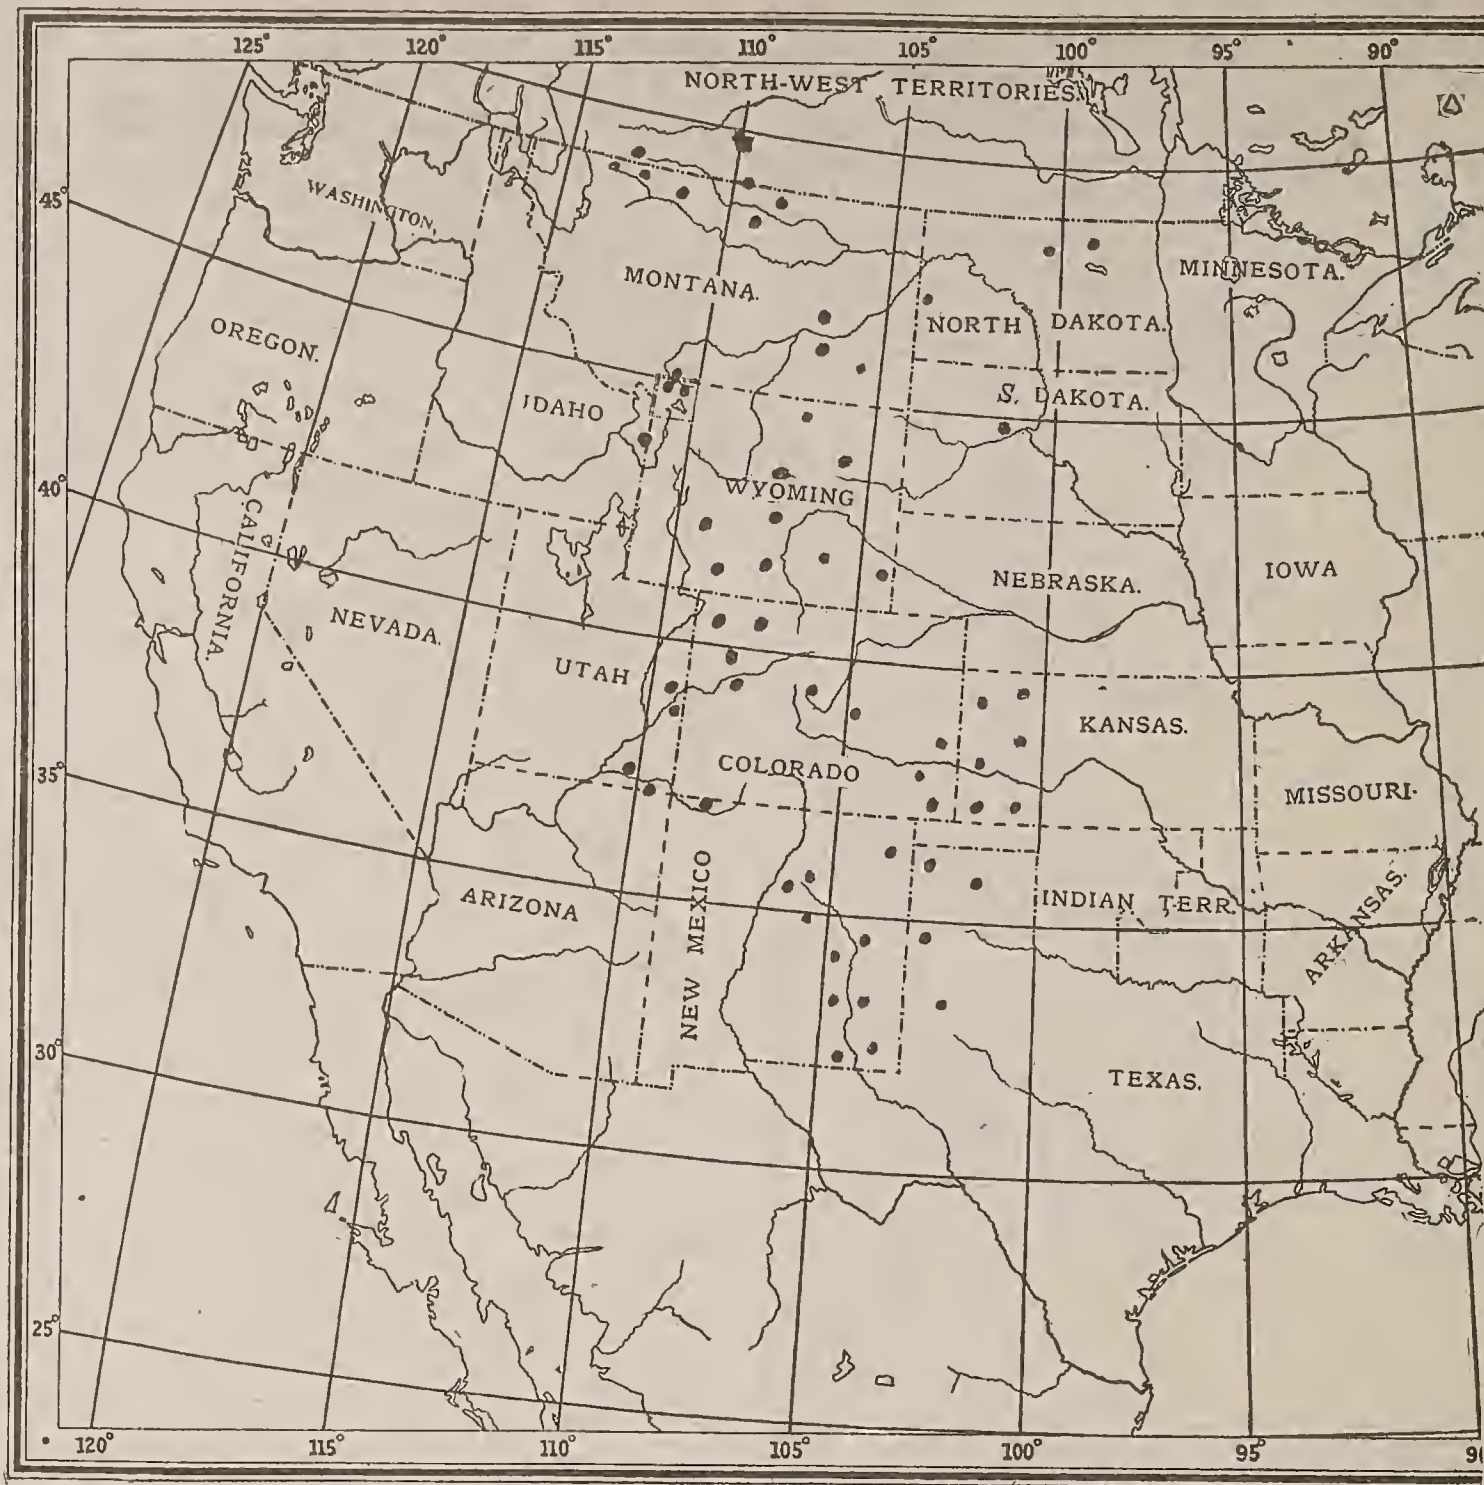 125° 120° 115° 110° 105° 100° 95° 90°
NORTH-WEST TERRITORIES.
45°
WASHINGTON,
MONTANA.
MINNESOTA.
OREGON.
NORTH DAKOTA.
IDAHO
S. DAKOTA.
40°
WYOMING
CALIFORNIA.
NEBRASKA.
IOWA
NEVADA.
UTAH
KANSAS.
35°
COLORADO
MISSOURI.
ARIZONA
NEW MEXICO
INDIAN TERR.
ARKANSAS.
30°
TEXAS.
25°
120° 115° 110° 105° 100° 95° 9